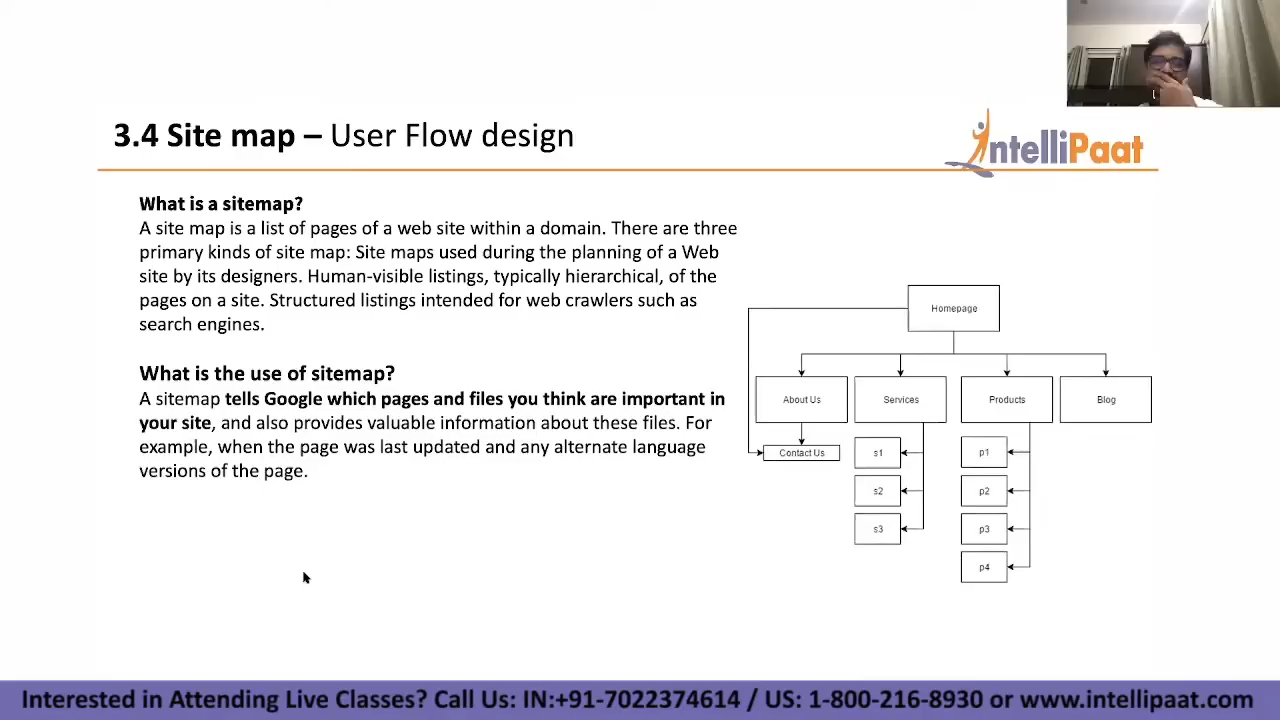 3.4 Site map – User Flow design
IntelliPaat
What is a sitemap?
A site map is a list of pages of a web site within a domain. There are three
primary kinds of site map: Site maps used during the planning of a Web
site by its designers. Human-visible listings, typically hierarchical, of the
pages on a site. Structured listings intended for web crawlers such as
search engines.
What is the use of sitemap?
A sitemap tells Google which pages and files you think are important in
your site, and also provides valuable information about these files. For
example, when the page was last updated and any alternate language
versions of the page.
Homepage
About Us
Services
Products
Blog
Contact Us
s1
p1
s2
p2
s3
p3
p4
Interested in Attending Live Classes? Call Us: IN:+91-7022374614 / US: 1-800-216-8930 or www.intellipaat.com